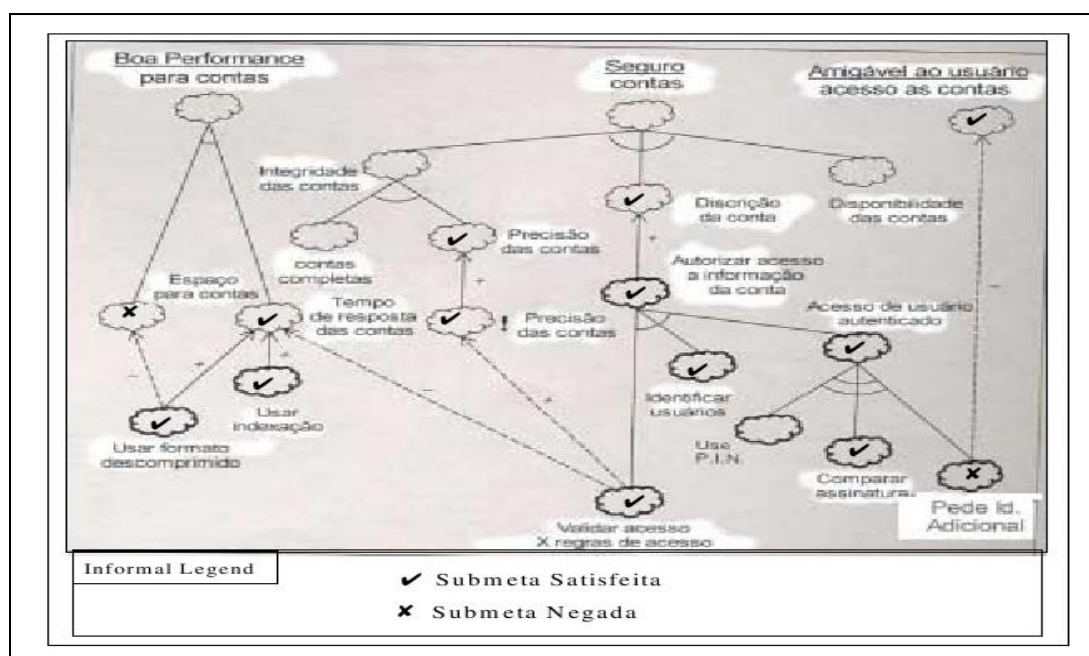 Boa Performance
para contas
Seguro
contas
Amigável ao usuário
acesso as contas
Integridade
das contas
Discrição
da conta
Disponibilidade
das contas
contas
completas
Precisão
das contas
Autorizar acesso
a informação
da conta
Espaço
para contas
Tempo
de resposta
das contas
! Precisão
das contas
Acesso de usuário
autenticado
Usar formato
descomprimido
Usar
indexação
Identificar
usuários
Use
P.I.N.
Comparar
assinatura
Pede Id.
Adicional
Validar acesso
X regras de acesso
Informal Legend
✔ Submeta Satisfeita
✘ Submeta Negada